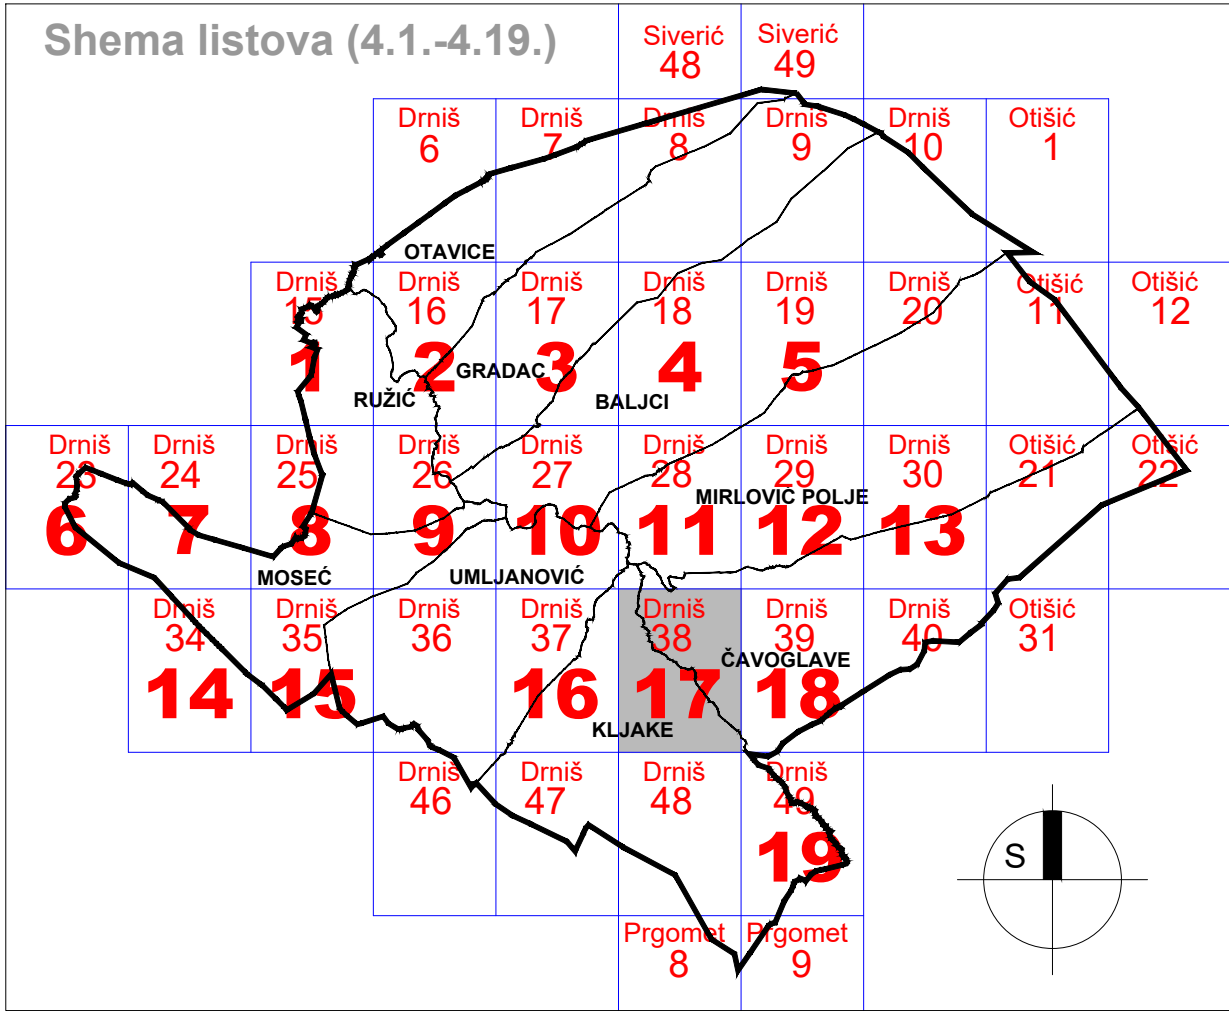 Shema listova (4.1.-4.19.)
Siverić
48
Siverić
49
Drniš
6
Drniš
7
Drniš
8
Drniš
9
Drniš
10
Otišić
1
OTAVICE
Drniš
15
1
Drniš
16
2
Drniš
17
3
Drniš
18
4
Drniš
19
5
Drniš
20
Otišić
11
Otišić
12
RUŽIĆ
GRADAC
BALJCI
Drniš
23
6
Drniš
24
7
Drniš
25
8
Drniš
26
9
Drniš
27
10
Drniš
28
11
Drniš
29
12
Drniš
30
13
Otišić
21
Otišić
22
MIRLOVIĆ POLJE
MOSEĆ
UMLJANOVIĆ
Drniš
34
14
Drniš
35
15
Drniš
36
Drniš
37
16
Drniš
38
17
Drniš
39
18
Drniš
40
Otišić
31
ČAVOGLAVE
KLJAKE
Drniš
46
Drniš
47
Drniš
48
Drniš
49
19
Prgomet
8
Prgomet
9
S